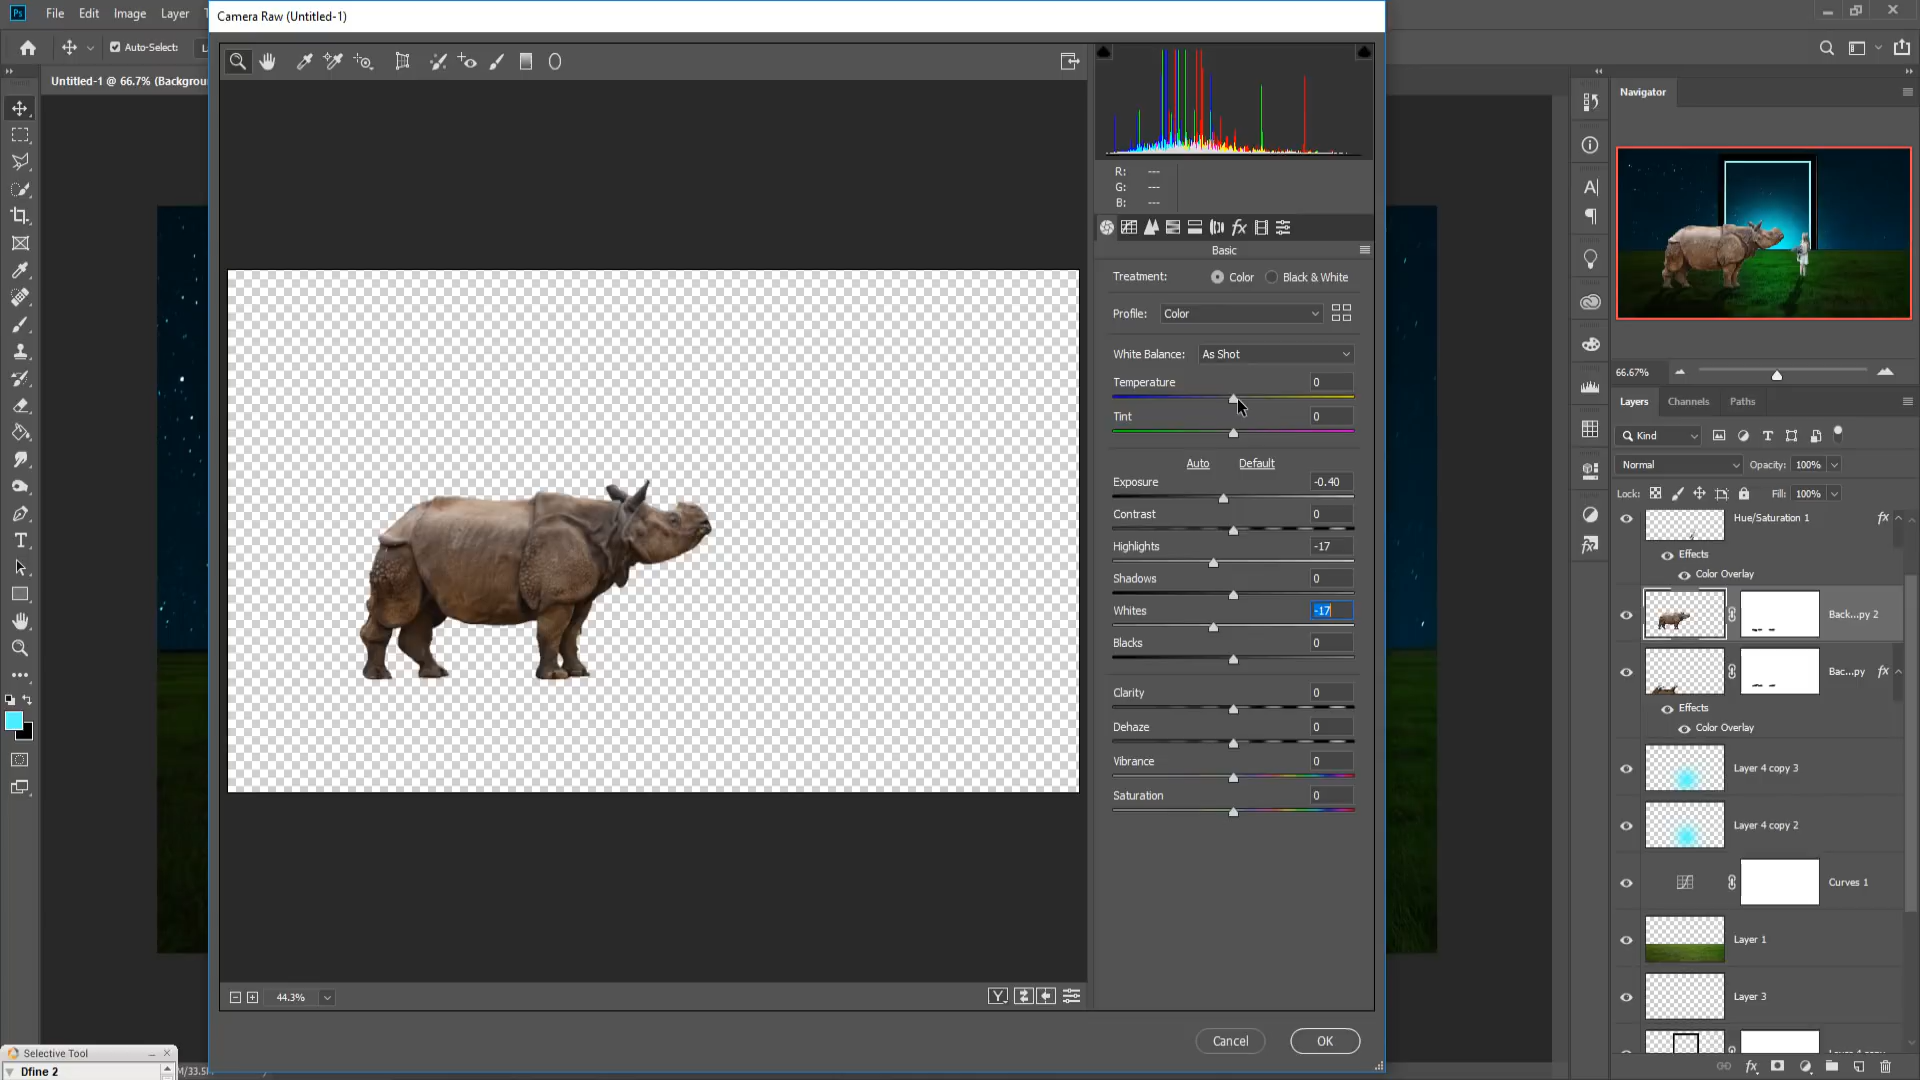 Camera Raw (Untitled-1)
Ps File Edit Image Layer
Auto-Select:
Untitled-1 @ 66.7% (Backgrou
R: ---
G: ---
B: ---
Basic
Treatment: Color Black & White
Profile: Color
White Balance: As Shot
Temperature 0
Tint 0
Auto Default
Exposure -0.40
Contrast 0
Highlights -17
Shadows 0
Whites -17
Blacks 0
Clarity 0
Dehaze 0
Vibrance 0
Saturation 0
44.3%
Cancel OK
Navigator
66.67%
Layers Channels Paths
Kind
Normal Opacity: 100%
Lock: Fill: 100%
Hue/Saturation 1 fx
Effects
Color Overlay
Back...py 2
Bac...py fx
Effects
Color Overlay
Layer 4 copy 3
Layer 4 copy 2
Curves 1
Layer 1
Layer 3
Selective Tool
Dfine 2
M/33.5